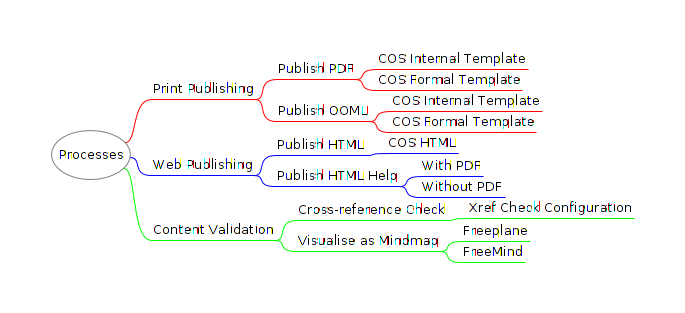 Processes
Print Publishing
Publish PDF
COS Internal Template
COS Formal Template
Publish OOMU
COS Internal Template
COS Formal Template
Web Publishing
Publish HTML
COS HTML
Publish HTML Help
With PDF
Without PDF
Content Validation
Cross-reference Check
Xref Check Configuration
Visualise as Mindmap
Freeplane
FreeMind